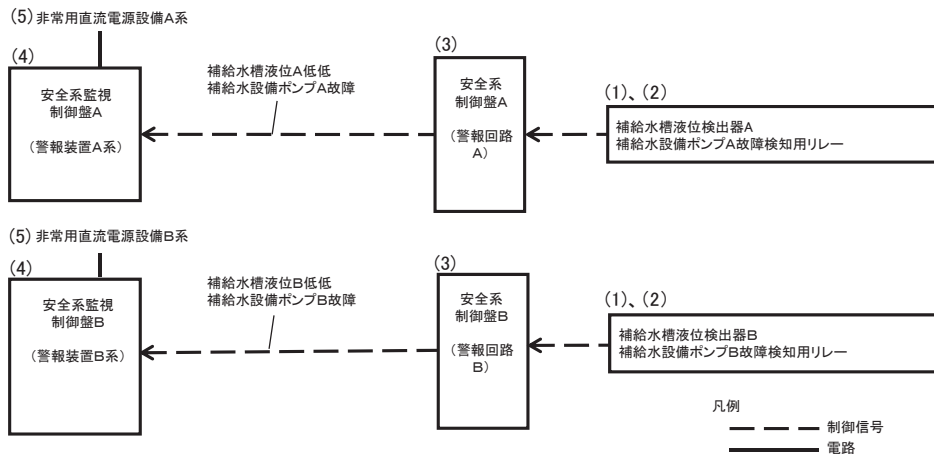 (5) 非常用直流電源設備A系
(4)
安全系監視
制御盤A
（警報装置A系）
補給水槽液位A低低
補給水設備ポンプA故障
(3)
安全系
制御盤A
（警報回路
A）
(1)、(2)
補給水槽液位検出器A
補給水設備ポンプA故障検知用リレー
(5) 非常用直流電源設備B系
(4)
安全系監視
制御盤B
（警報装置B系）
補給水槽液位B低低
補給水設備ポンプB故障
(3)
安全系
制御盤B
（警報回路
B）
(1)、(2)
補給水槽液位検出器B
補給水設備ポンプB故障検知用リレー
凡例
制御信号
電路